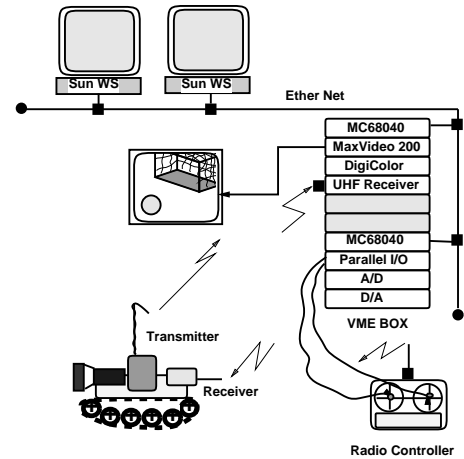 Sun WS
Sun WS
Ether Net
MC68040
MaxVideo 200
DigiColor
UHF Receiver
MC68040
Parallel I/O
A/D
D/A
VME BOX
Transmitter
Receiver
Radio Controller